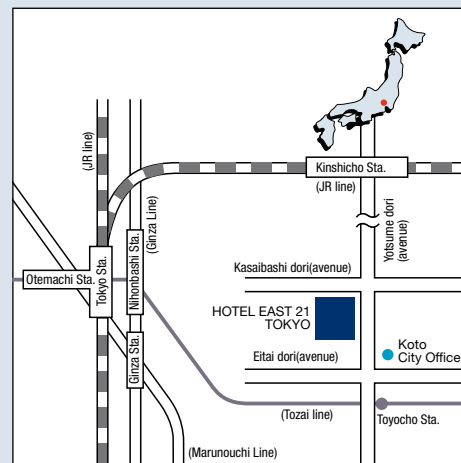 Kinshicho Sta.
(JR line)
(JR line)
(Ginza Line)
Yotsume dori
(avenue)
Kasaibashi dori(avenue)
Otemachi Sta.
Tokyo Sta.
Nihonbashi Sta.
HOTEL EAST 21
TOKYO
Ginza Sta.
Eitai dori(avenue)
Koto
City Office
(Tozai line)
Toyocho Sta.
(Marunouchi Line)